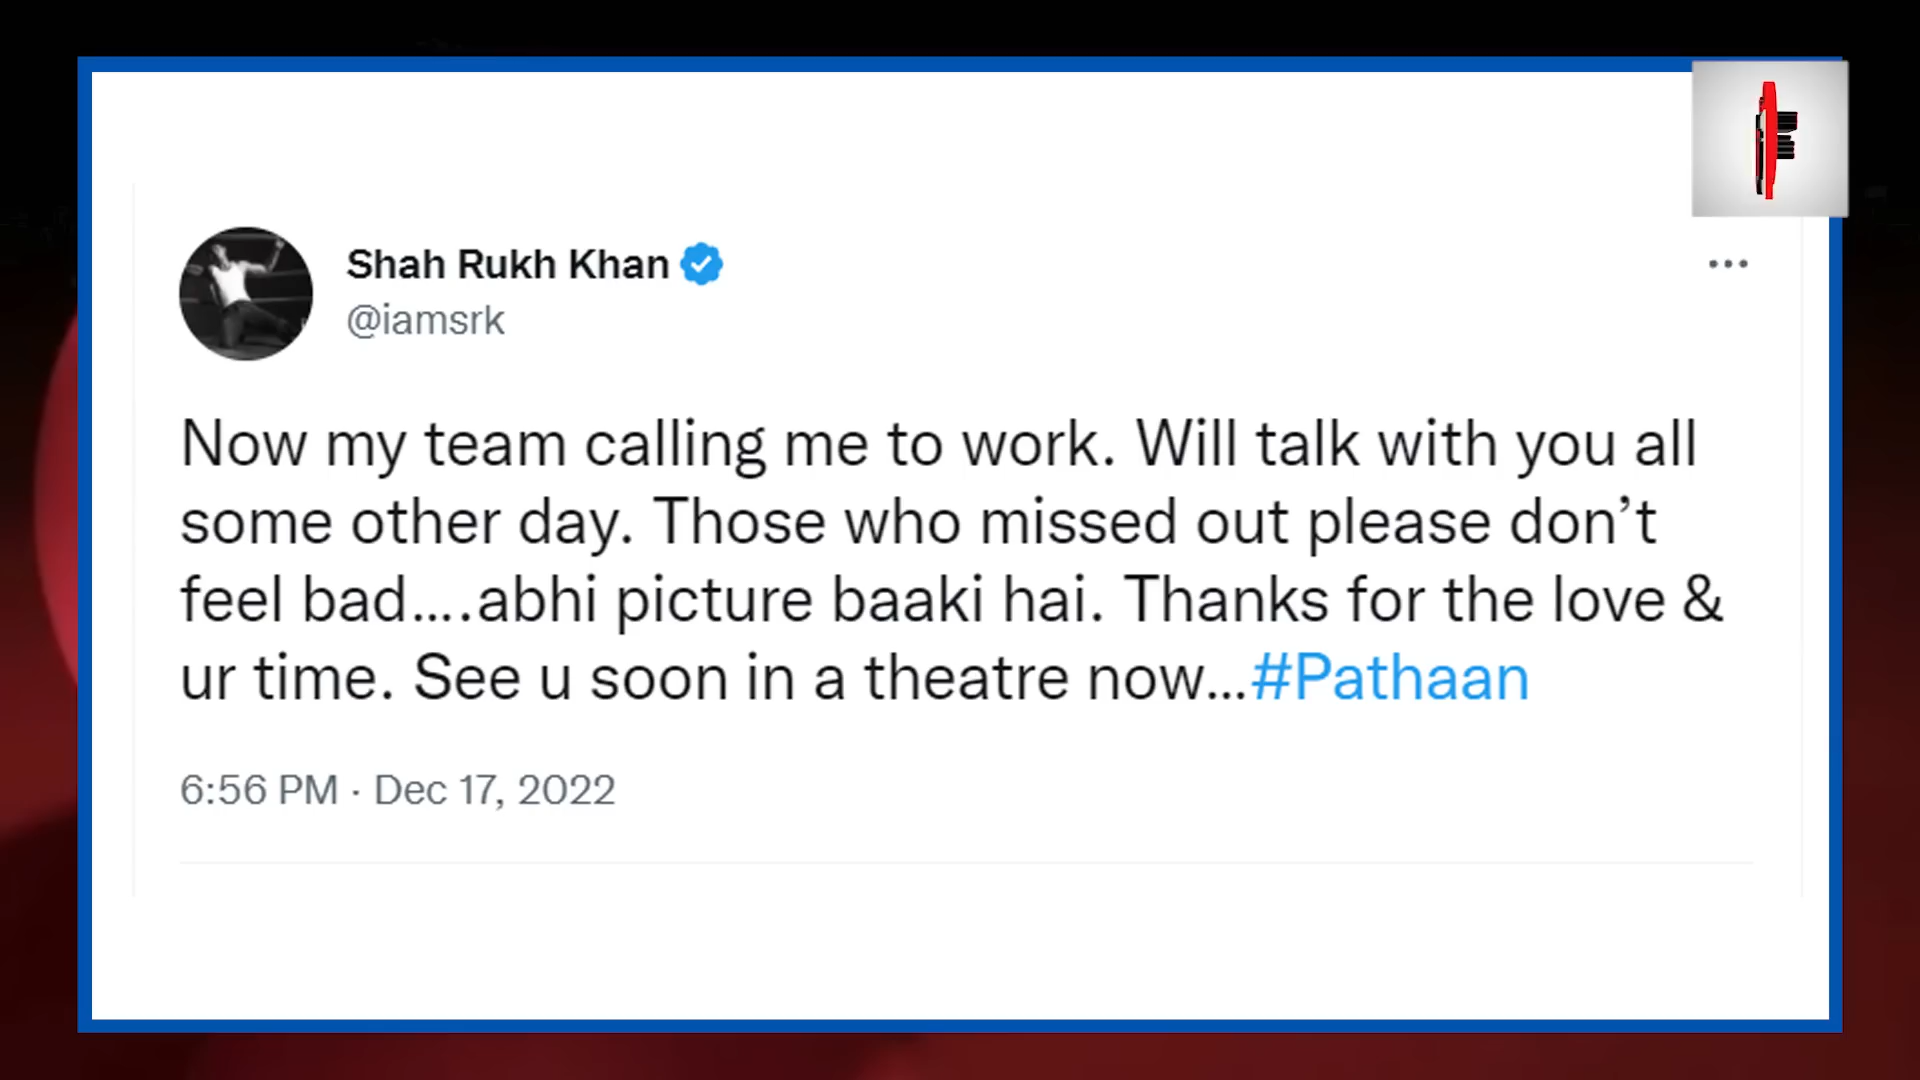 Shah Rukh Khan
@iamsrk
Now my team calling me to work. Will talk with you all
some other day. Those who missed out please don’t
feel bad....abhi picture baaki hai. Thanks for the love &
ur time. See u soon in a theatre now...#Pathaan
6:56 PM · Dec 17, 2022